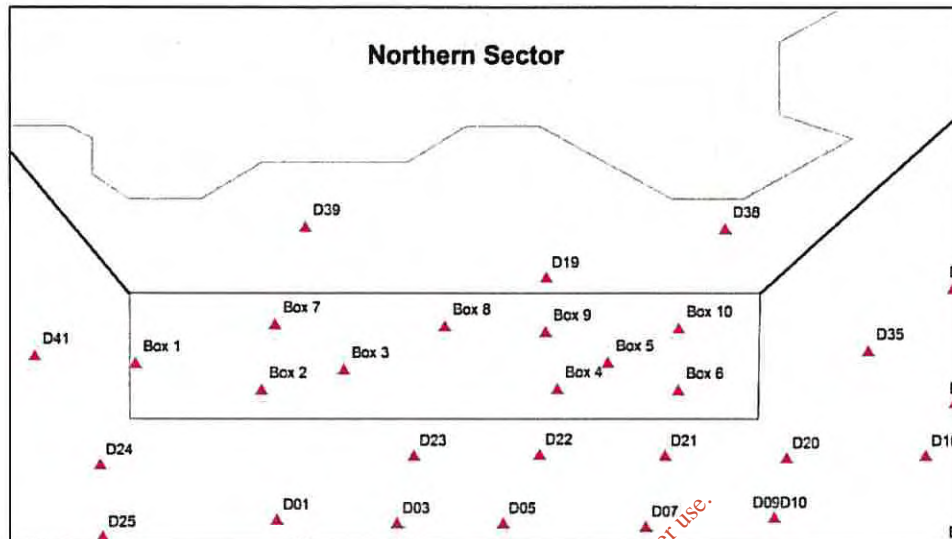 Northern Sector
D39
D38
D19
Box 7
Box 8
Box 9
Box 10
D41
Box 1
Box 3
Box 5
D35
Box 2
Box 4
Box 6
D24
D23
D22
D21
D20
D01
D03
D05
D07
D09D10
D25
use.